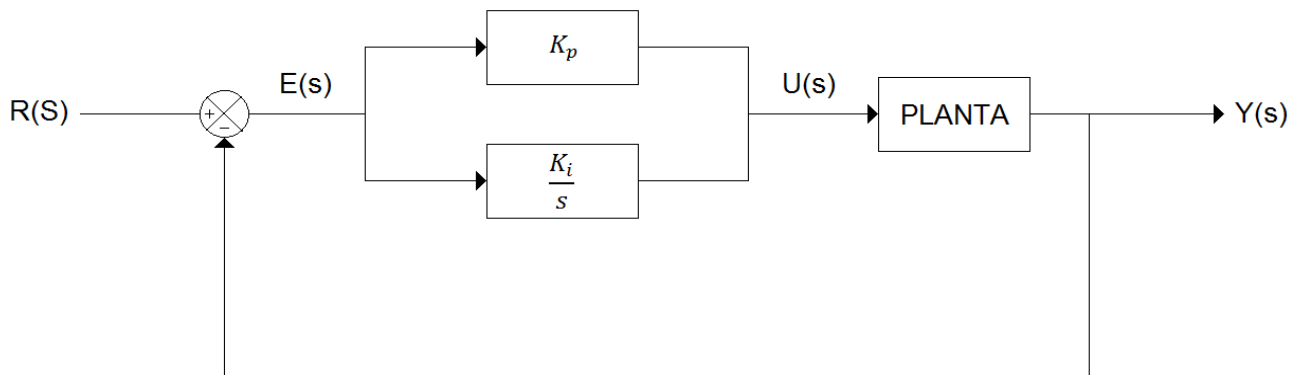 R(S)
+
−
E(s)
K_p
K_i
s
U(s)
PLANTA
Y(s)